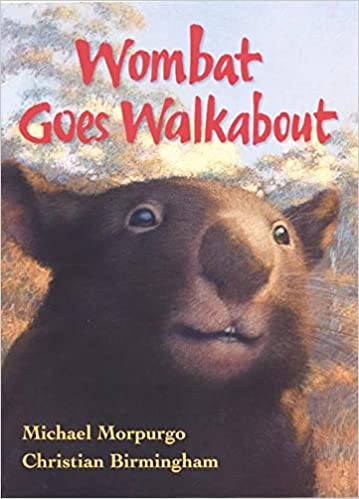 Wombat
Goes Walkabout
Michael Morpurgo
Christian Birmingham